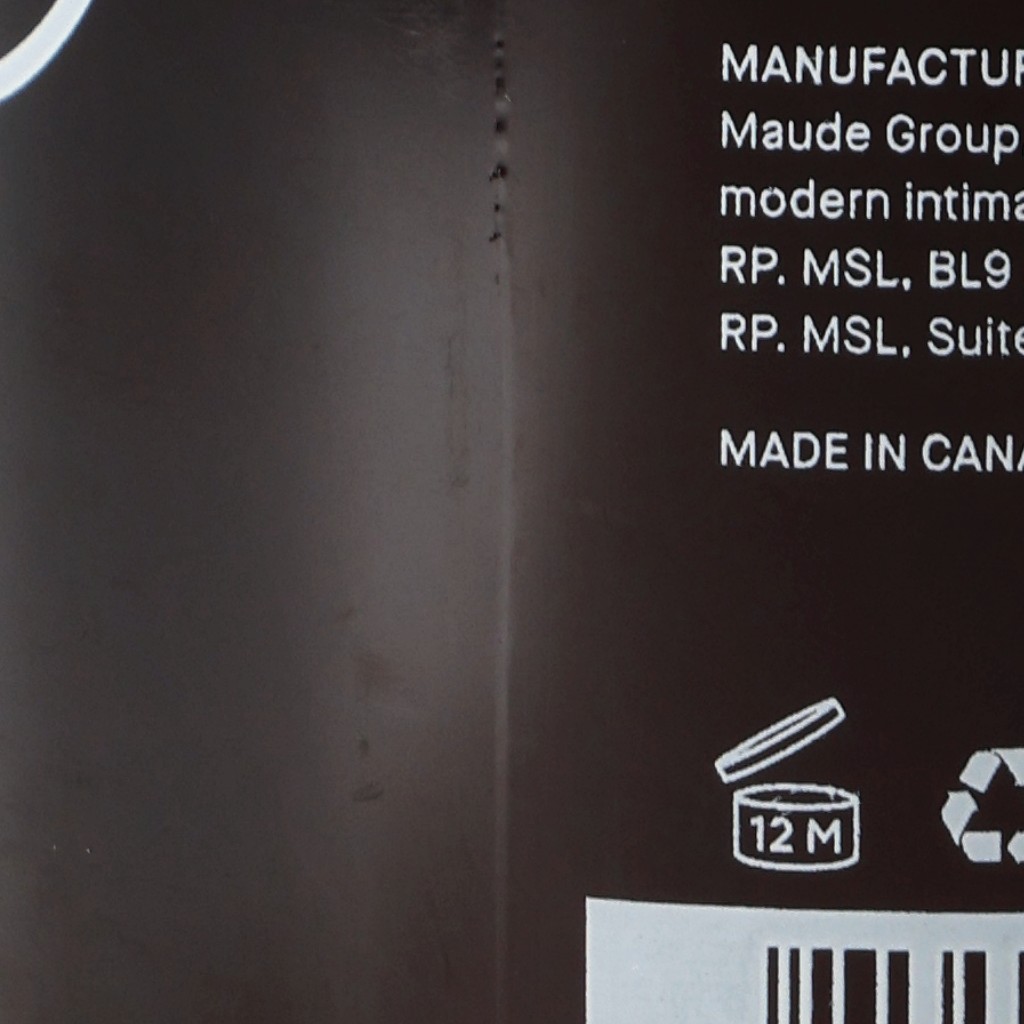 MANUFACTUR
Maude Group
modern intima
RP. MSL, BL9
RP. MSL, Suite
MADE IN CANA
12 M